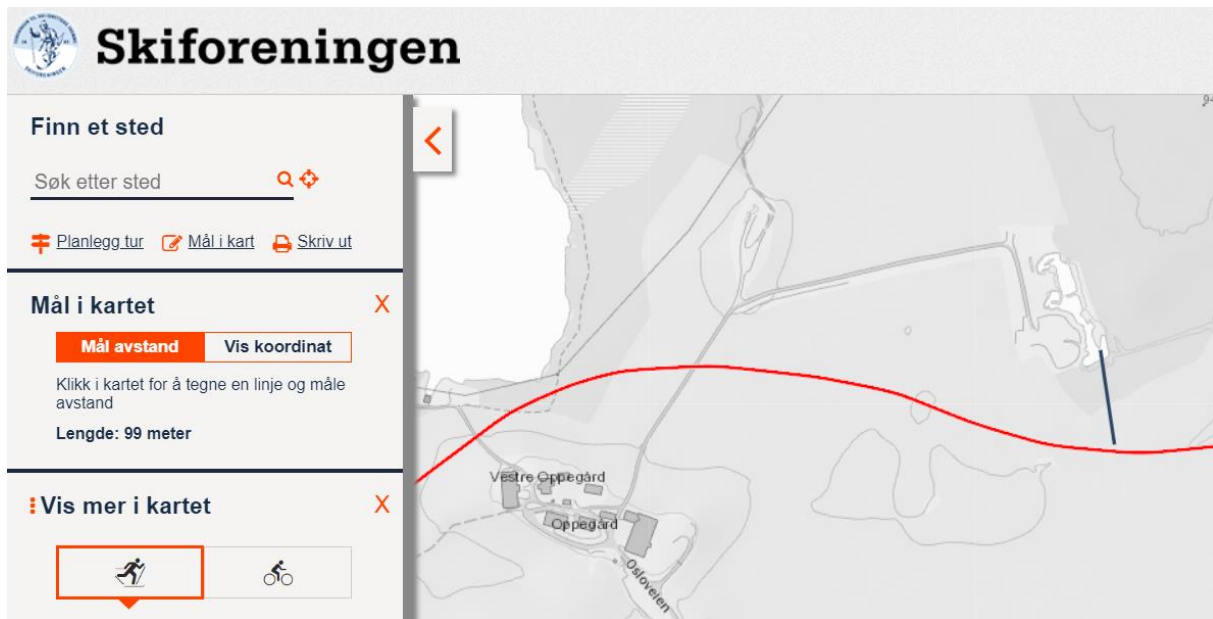 Skiforeningen
Finn et sted
Søk etter sted
Planlegg tur Mål i kart Skriv ut
Mål i kartet X
Mål avstand Vis koordinat
Klikk i kartet for å tegne en linje og måle
avstand
Lengde: 99 meter
Vis mer i kartet X
Vestre Oppegård
Oppegård
Osloveien